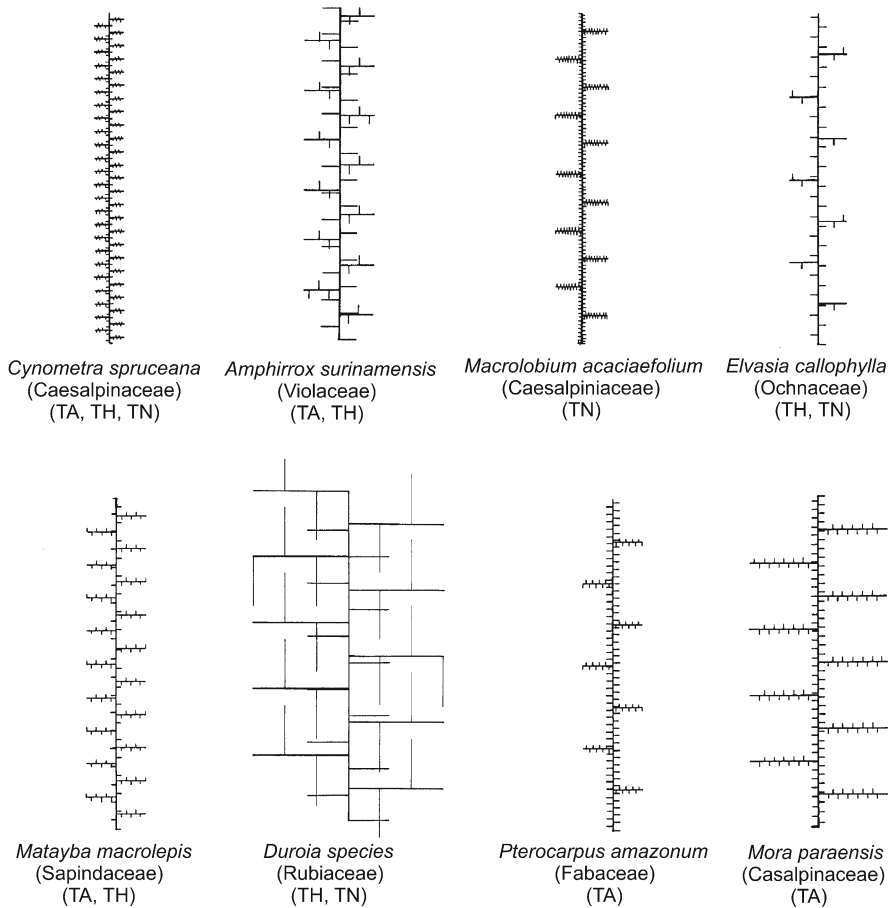 Cynometra spruceana
(Caesalpinaceae)
(TA, TH, TN)
Amphirrox surinamensis
(Violaceae)
(TA, TH)
Macrolobium acaciaefolium
(Caesalpiniaceae)
(TN)
Elvasia callophylla
(Ochnaceae)
(TH, TN)
Matayba macrolepis
(Sapindaceae)
(TA, TH)
Duroia species
(Rubiaceae)
(TH, TN)
Pterocarpus amazonum
(Fabaceae)
(TA)
Mora paraensis
(Casalpinaceae)
(TA)